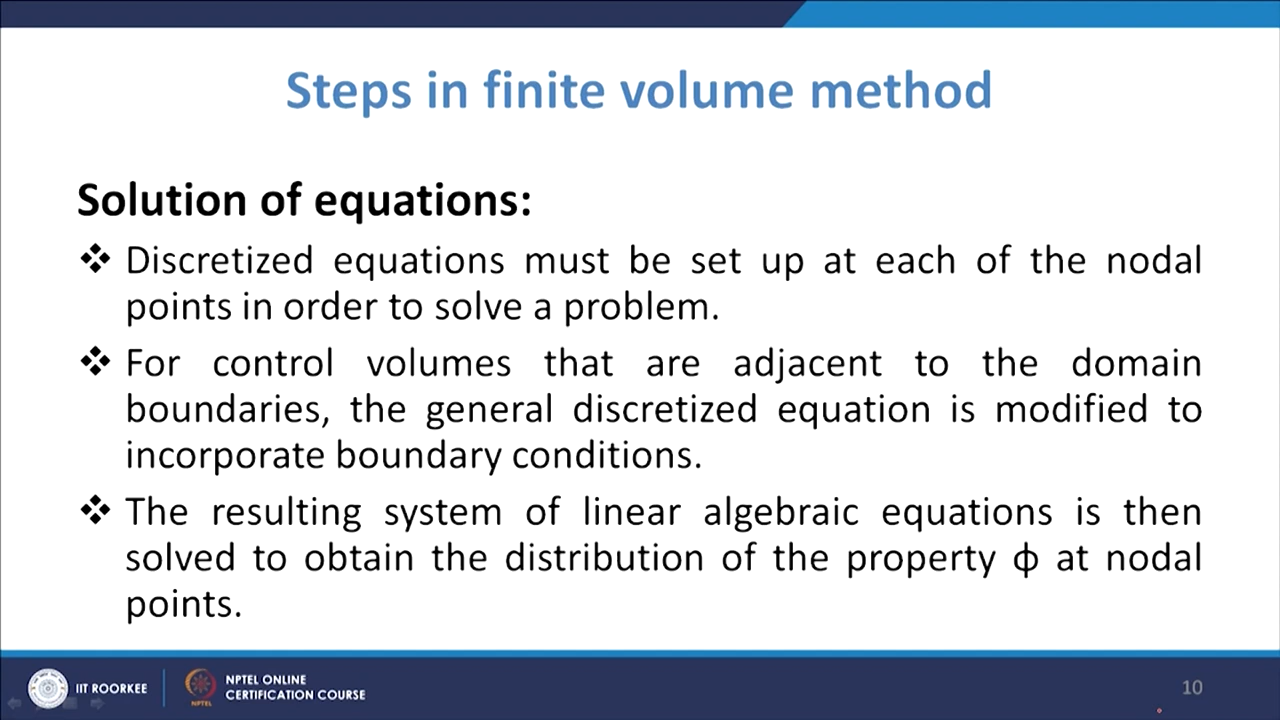 Steps in finite volume method
Solution of equations:
❖ Discretized equations must be set up at each of the nodal
points in order to solve a problem.
❖ For control volumes that are adjacent to the domain
boundaries, the general discretized equation is modified to
incorporate boundary conditions.
❖ The resulting system of linear algebraic equations is then
solved to obtain the distribution of the property ϕ at nodal
points.
IIT ROORKEE
NPTEL
NPTEL ONLINE
CERTIFICATION COURSE
10